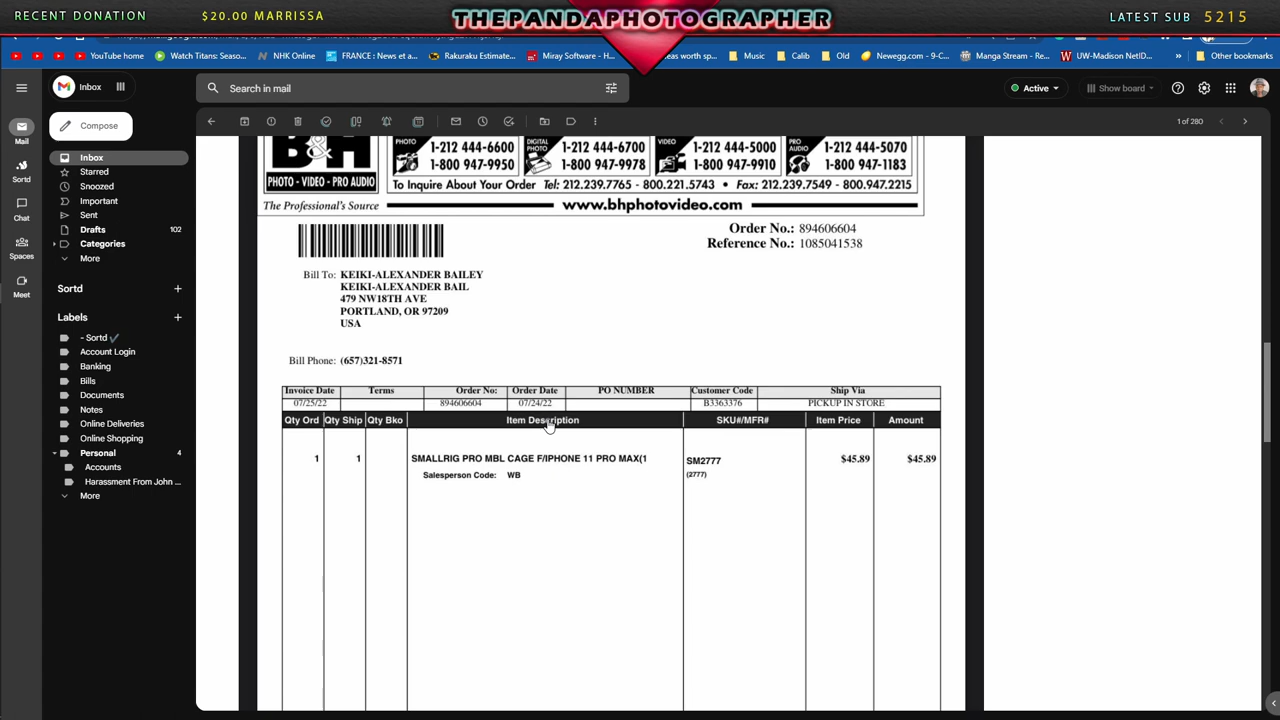 RECENT DONATION $20.00 MARRISSA
THEPANDAPHOTOGRAPHER
LATEST SUB 5215
YouTube home
Watch Titans Seaso...
NHK Online
FRANCE : News et a...
Rakuraku Estimate...
Miray Software - H...
eas worth sp...
Music
Calib
Old
Newegg.com - 9-C...
Manga Stream - Re...
UW-Madison NetID...
»
Other bookmarks
Inbox
Search in mail
Active
Show board
Compose
1 of 280
Mail
Sortd
Chat
Spaces
Meet
Inbox
Starred
Snoozed
Important
Sent
Drafts 102
Categories
More
Sortd +
Labels +
- Sortd ✔
Account Login
Banking
Bills
Documents
Notes
Online Deliveries
Online Shopping
Personal 4
Accounts
Harassment From John ...
More
B&H
PHOTO - VIDEO - PRO AUDIO
The Professional's Source
PHOTO
1-212 444-6600
1-800 947-9950
DIGITAL PHOTO
1-212 444-6700
1-800 947-9978
VIDEO
1-212 444-5000
1-800 947-9910
PRO AUDIO
1-212 444-5070
1-800 947-1183
To Inquire About Your Order Tel: 212.239.7765 - 800.221.5743 • Fax: 212.239.7549 - 800.947.2215
www.bhphotovideo.com
Order No.: 894606604
Reference No.: 1085041538
Bill To: KEIKI-ALEXANDER BAILEY
KEIKI-ALEXANDER BAIL
479 NW18TH AVE
PORTLAND, OR 97209
USA
Bill Phone: (657)321-8571
Invoice Date Terms Order No: Order Date PO NUMBER Customer Code Ship Via
07/25/22 894606604 07/24/22 B3363376 PICKUP IN STORE
Qty Ord Qty Ship Qty Bko Item Description SKU#/MFR# Item Price Amount
1 1 SMALLRIG PRO MBL CAGE F/IPHONE 11 PRO MAX(1 SM2777 $45.89 $45.89
Salesperson Code: WB (2777)